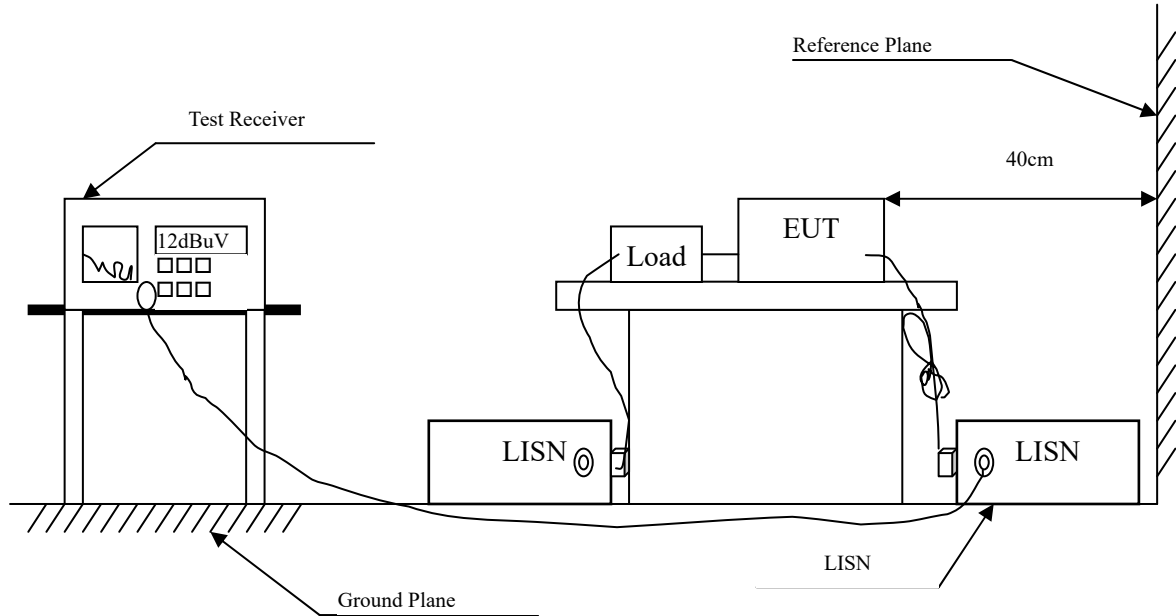 Reference Plane
Test Receiver
40cm
12dBuV
Load
EUT
LISN
LISN
LISN
Ground Plane